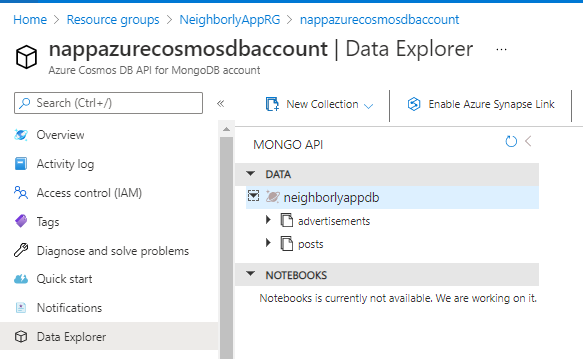 Home > Resource groups > NeighborlyAppRG > nappazurecosmosdbaccount
nappazurecosmosdbaccount | Data Explorer ...
Azure Cosmos DB API for MongoDB account
Search (Ctrl+/) «
New Collection
Enable Azure Synapse Link
Overview
Activity log
Access control (IAM)
Tags
Diagnose and solve problems
Quick start
Notifications
Data Explorer
MONGO API
DATA
neighborlyappdb
advertisements
posts
NOTEBOOKS
Notebooks is currently not available. We are working on it.